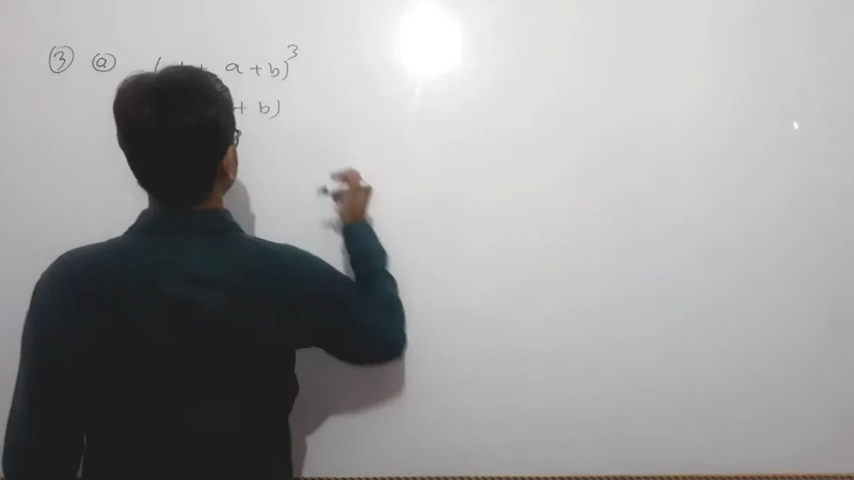 ③ ⓐ ( + a + b)³
+ b)